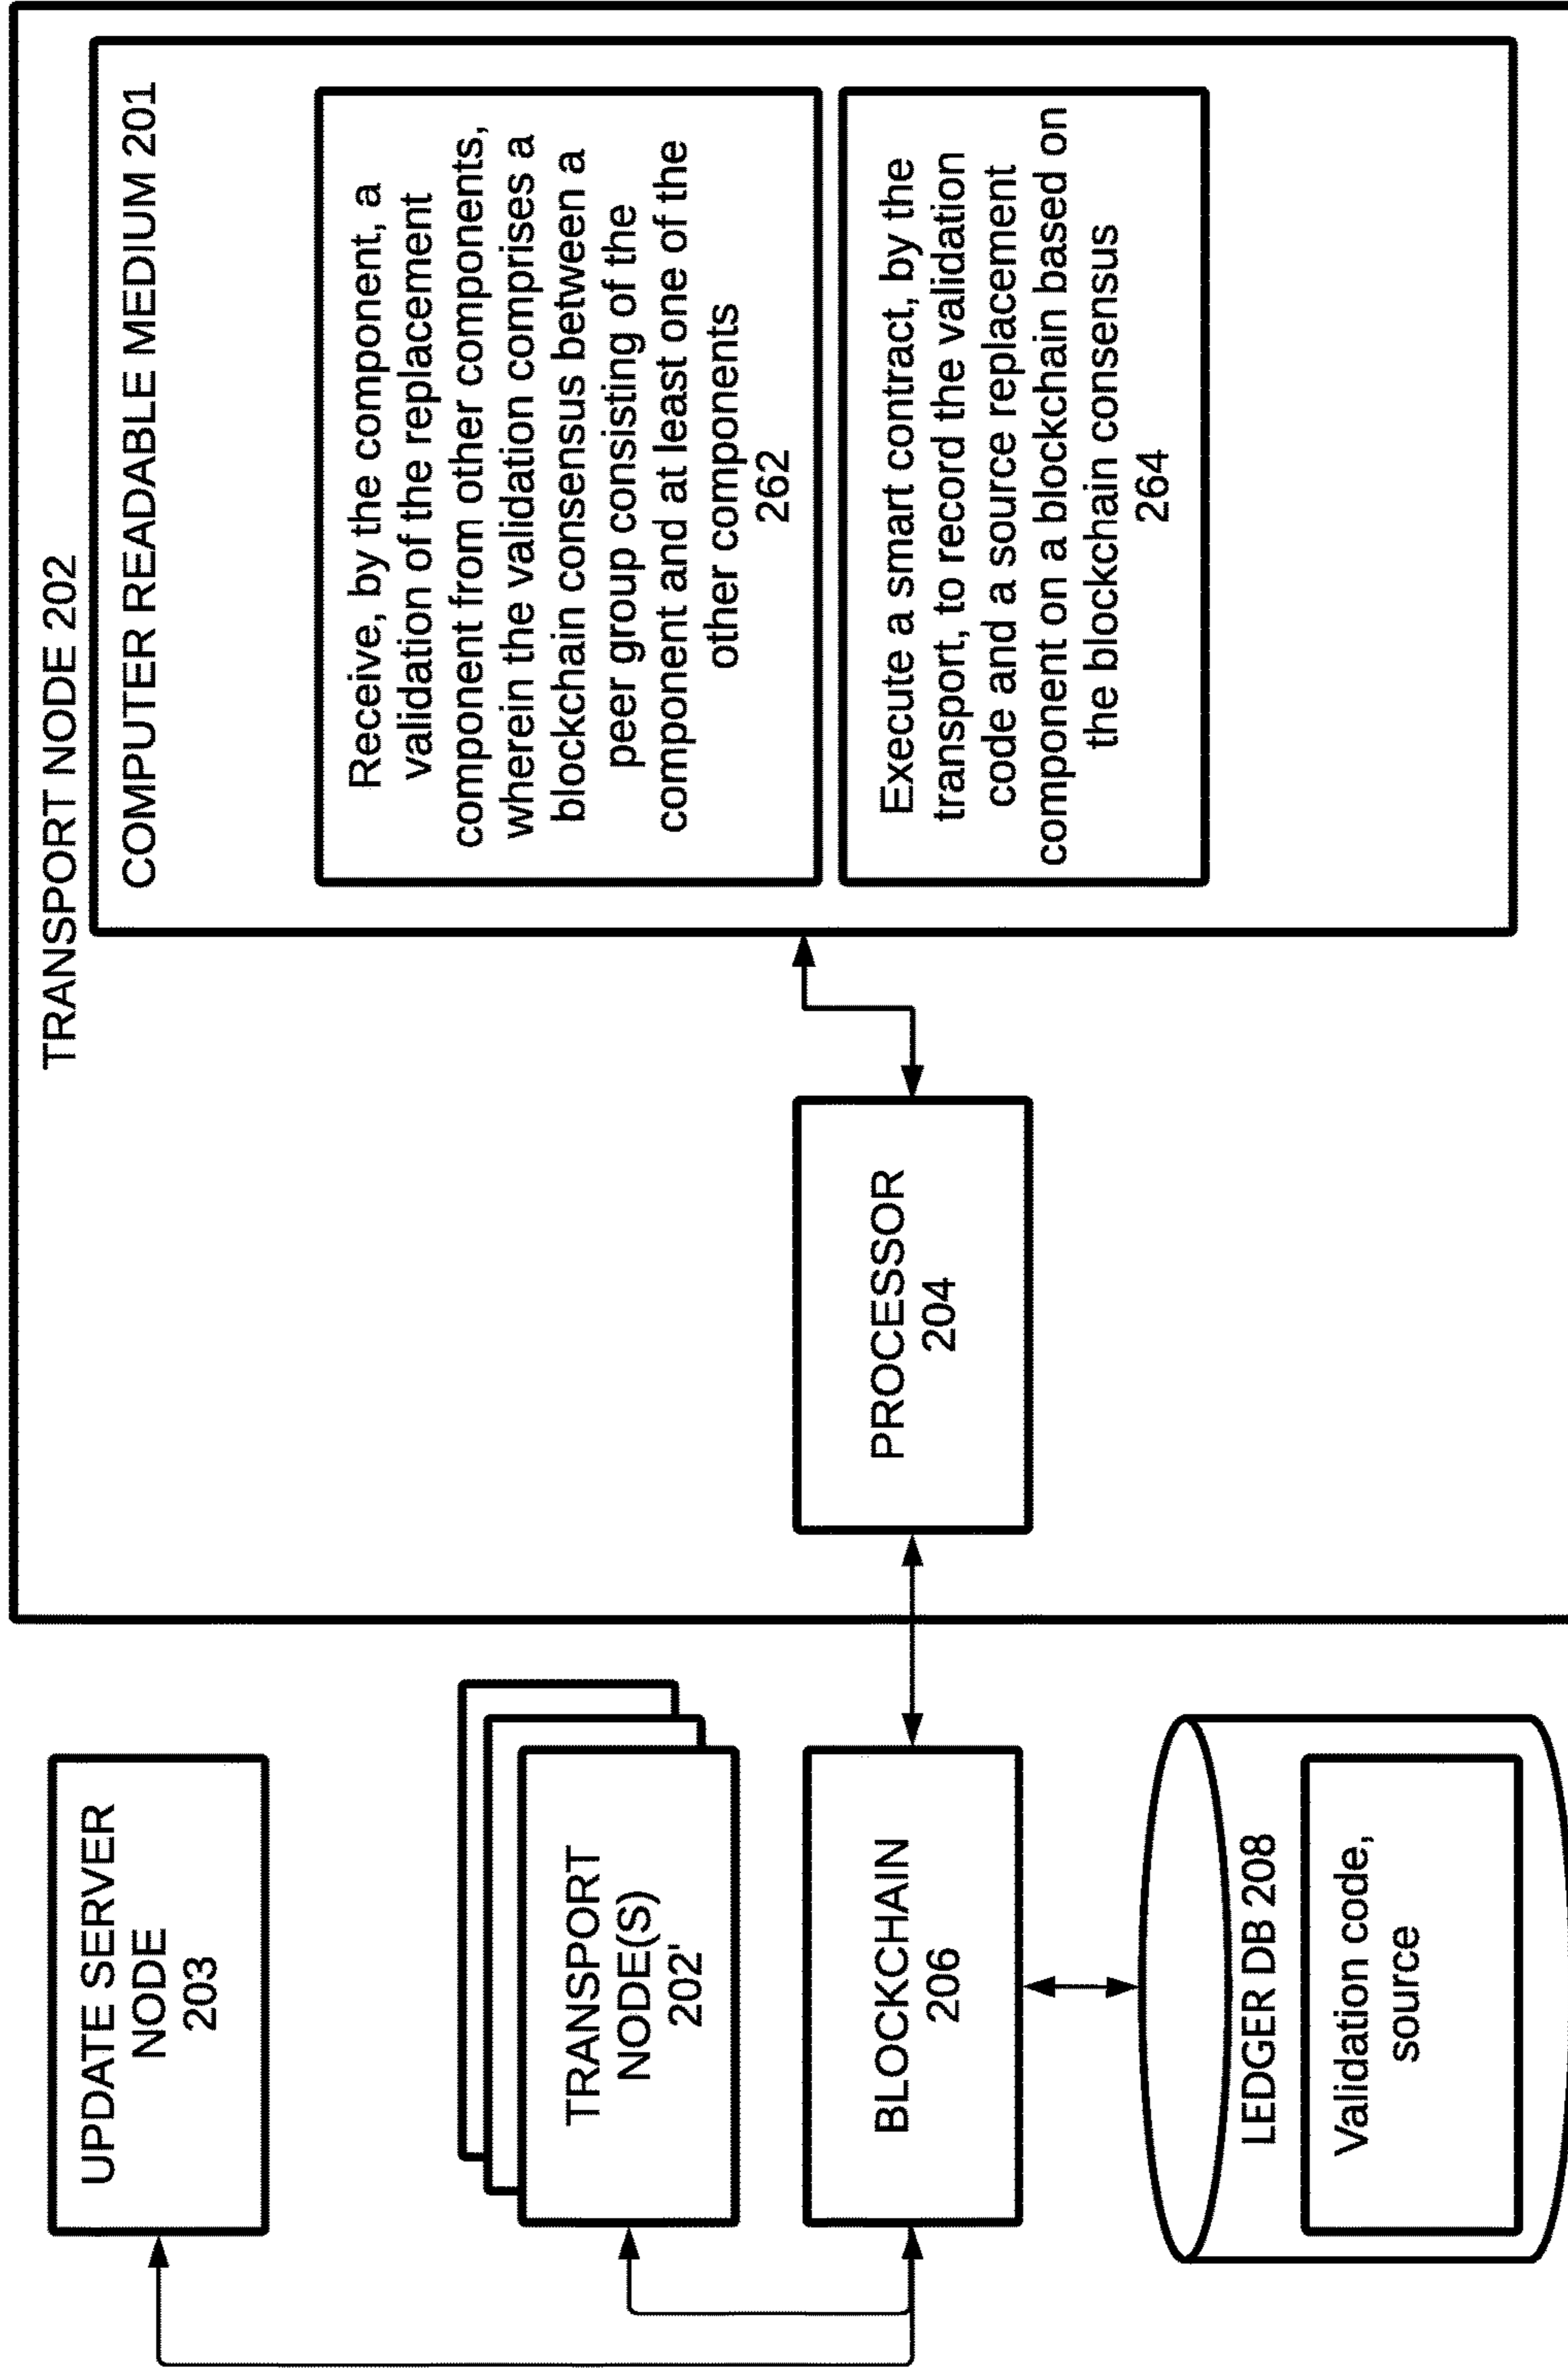 TRANSPORT NODE 202
COMPUTER READABLE MEDIUM 201
Receive, by the component, a
validation of the replacement
component from other components,
wherein the validation comprises a
blockchain consensus between a
peer group consisting of the
component and at least one of the
other components
262
Execute a smart contract, by the
transport, to record the validation
code and a source replacement
component on a blockchain based on
the blockchain consensus
264
PROCESSOR
204
UPDATE SERVER
NODE
203
TRANSPORT
NODE(S)
202'
BLOCKCHAIN
206
LEDGER DB 208
Validation code,
source